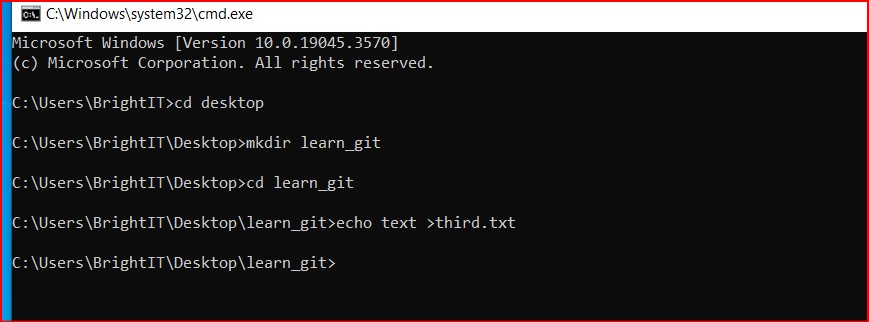 C:\Windows\system32\cmd.exe
Microsoft Windows [Version 10.0.19045.3570]
(c) Microsoft Corporation. All rights reserved.
C:\Users\BrightIT>cd desktop
C:\Users\BrightIT\Desktop>mkdir learn_git
C:\Users\BrightIT\Desktop>cd learn_git
C:\Users\BrightIT\Desktop\learn_git>echo text >third.txt
C:\Users\BrightIT\Desktop\learn_git>